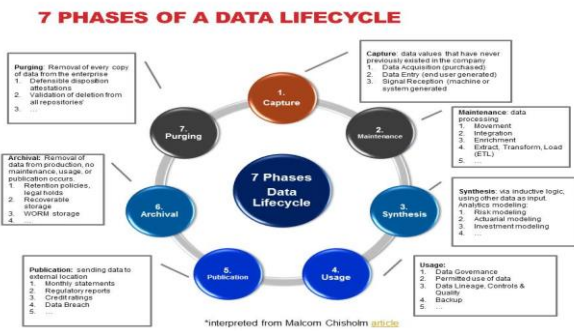 7 PHASES OF A DATA LIFECYCLE
Capture: data values that have never
previously existed in the company
1. Data Acquisition (purchased)
2. Data Entry (end user generated)
3. Signal Reception (machine or
system generated
Purging: Removal of every copy
of data from the enterprise
1. Defensible disposition
attestations
2. Validation of deletion from
all repositories'
3. ...
1.
Capture
7.
Purging
2.
Maintenance
Maintenance: data
processing
1. Movement
2. Integration
3. Enrichment
4. Extract, Transform, Load
(ETL)
5. ...
Archival: Removal of
data from production, no
maintenance, usage, or
publication occurs.
1. Retention policies,
legal holds
2. Recoverable
storage
3. WORM storage
4. ...
7 Phases
Data
Lifecycle
6.
Archival
3.
Synthesis
Synthesis: via inductive logic,
using other data as input.
Analytics modeling:
1. Risk modeling
2. Actuarial modeling
3. Investment modeling
4. ...
5.
Publication
4.
Usage
Publication: sending data to
external location
1. Monthly statements
2. Regulatory reports
3. Credit ratings
4. Data Breach
5. ...
Usage:
1. Data Governance
2. Permitted use of data
3. Data Lineage, Controls &
Quality
4. Backup
5. ...
*interpreted from Malcom Chisholm article